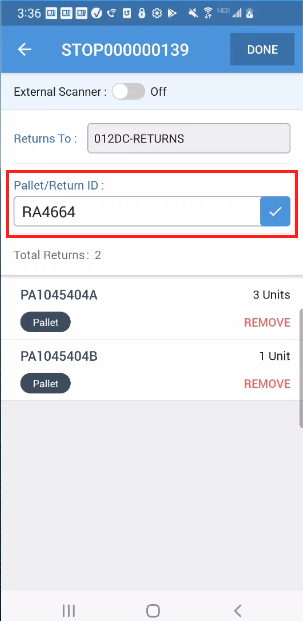 3:36
STOP000000139
DONE
External Scanner : Off
Returns To : 012DC-RETURNS
Pallet/Return ID :
RA4664
Total Returns : 2
PA1045404A 3 Units
Pallet REMOVE
PA1045404B 1 Unit
Pallet REMOVE